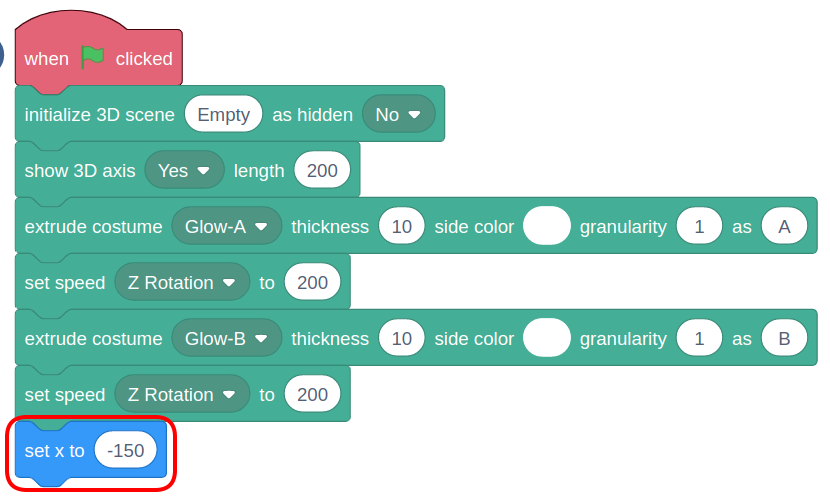 when clicked
initialize 3D scene Empty as hidden No
show 3D axis Yes length 200
extrude costume Glow-A thickness 10 side color granularity 1 as A
set speed Z Rotation to 200
extrude costume Glow-B thickness 10 side color granularity 1 as B
set speed Z Rotation to 200
set x to -150